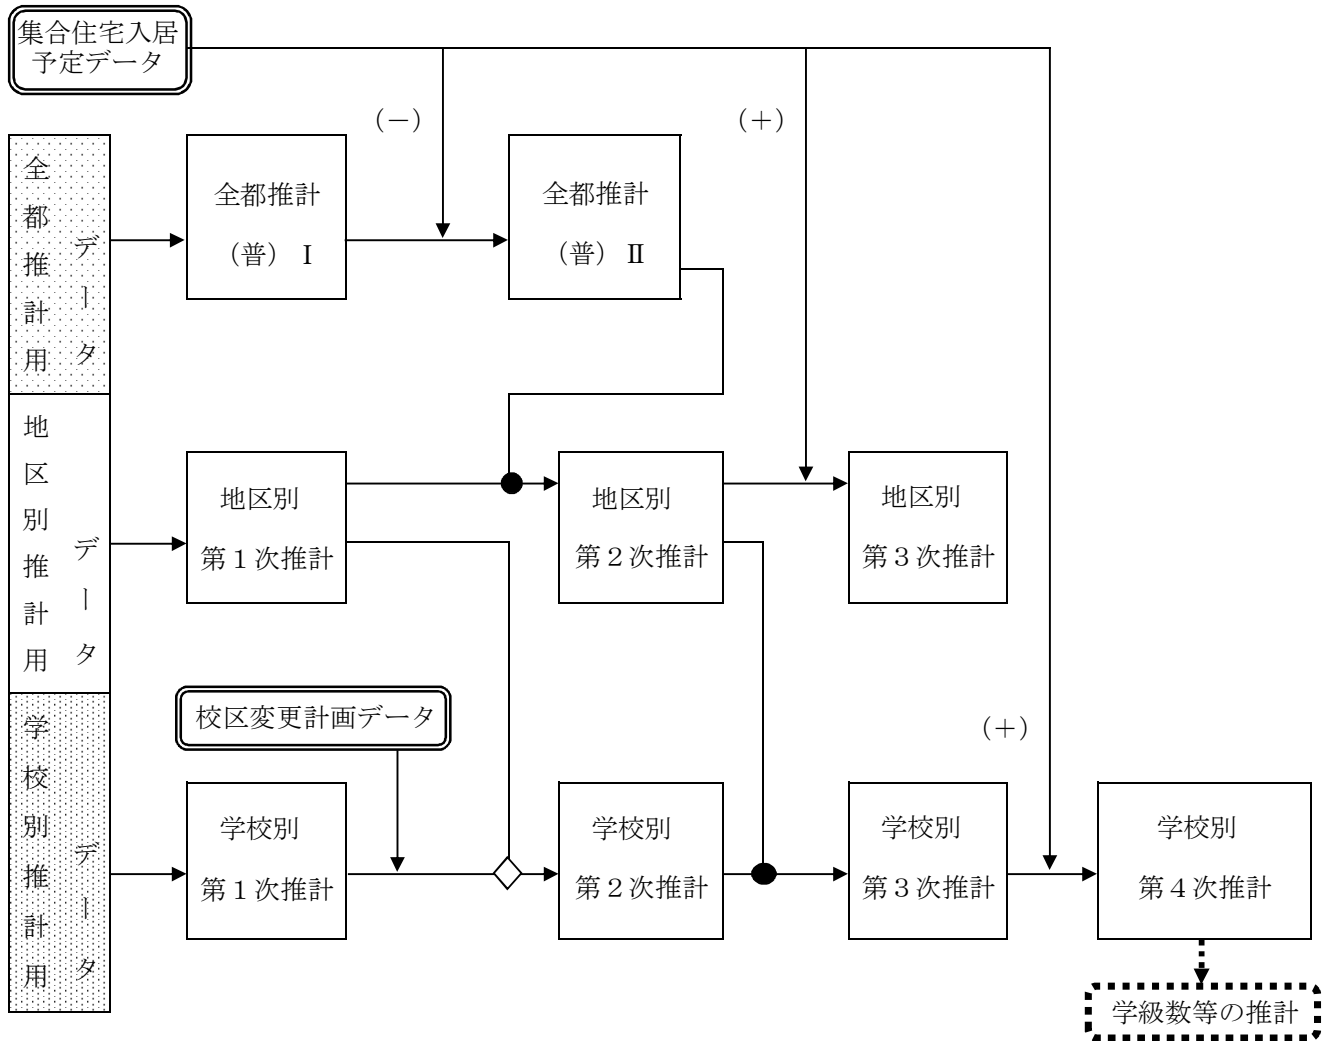 集合住宅入居
予定データ
(－)
(＋)
全都推計用
データ
全都推計
(普) Ⅰ
全都推計
(普) Ⅱ
地区別推計用
データ
地区別
第１次推計
地区別
第２次推計
地区別
第３次推計
校区変更計画データ
(＋)
学校別推計用
データ
学校別
第１次推計
学校別
第２次推計
学校別
第３次推計
学校別
第４次推計
学級数等の推計